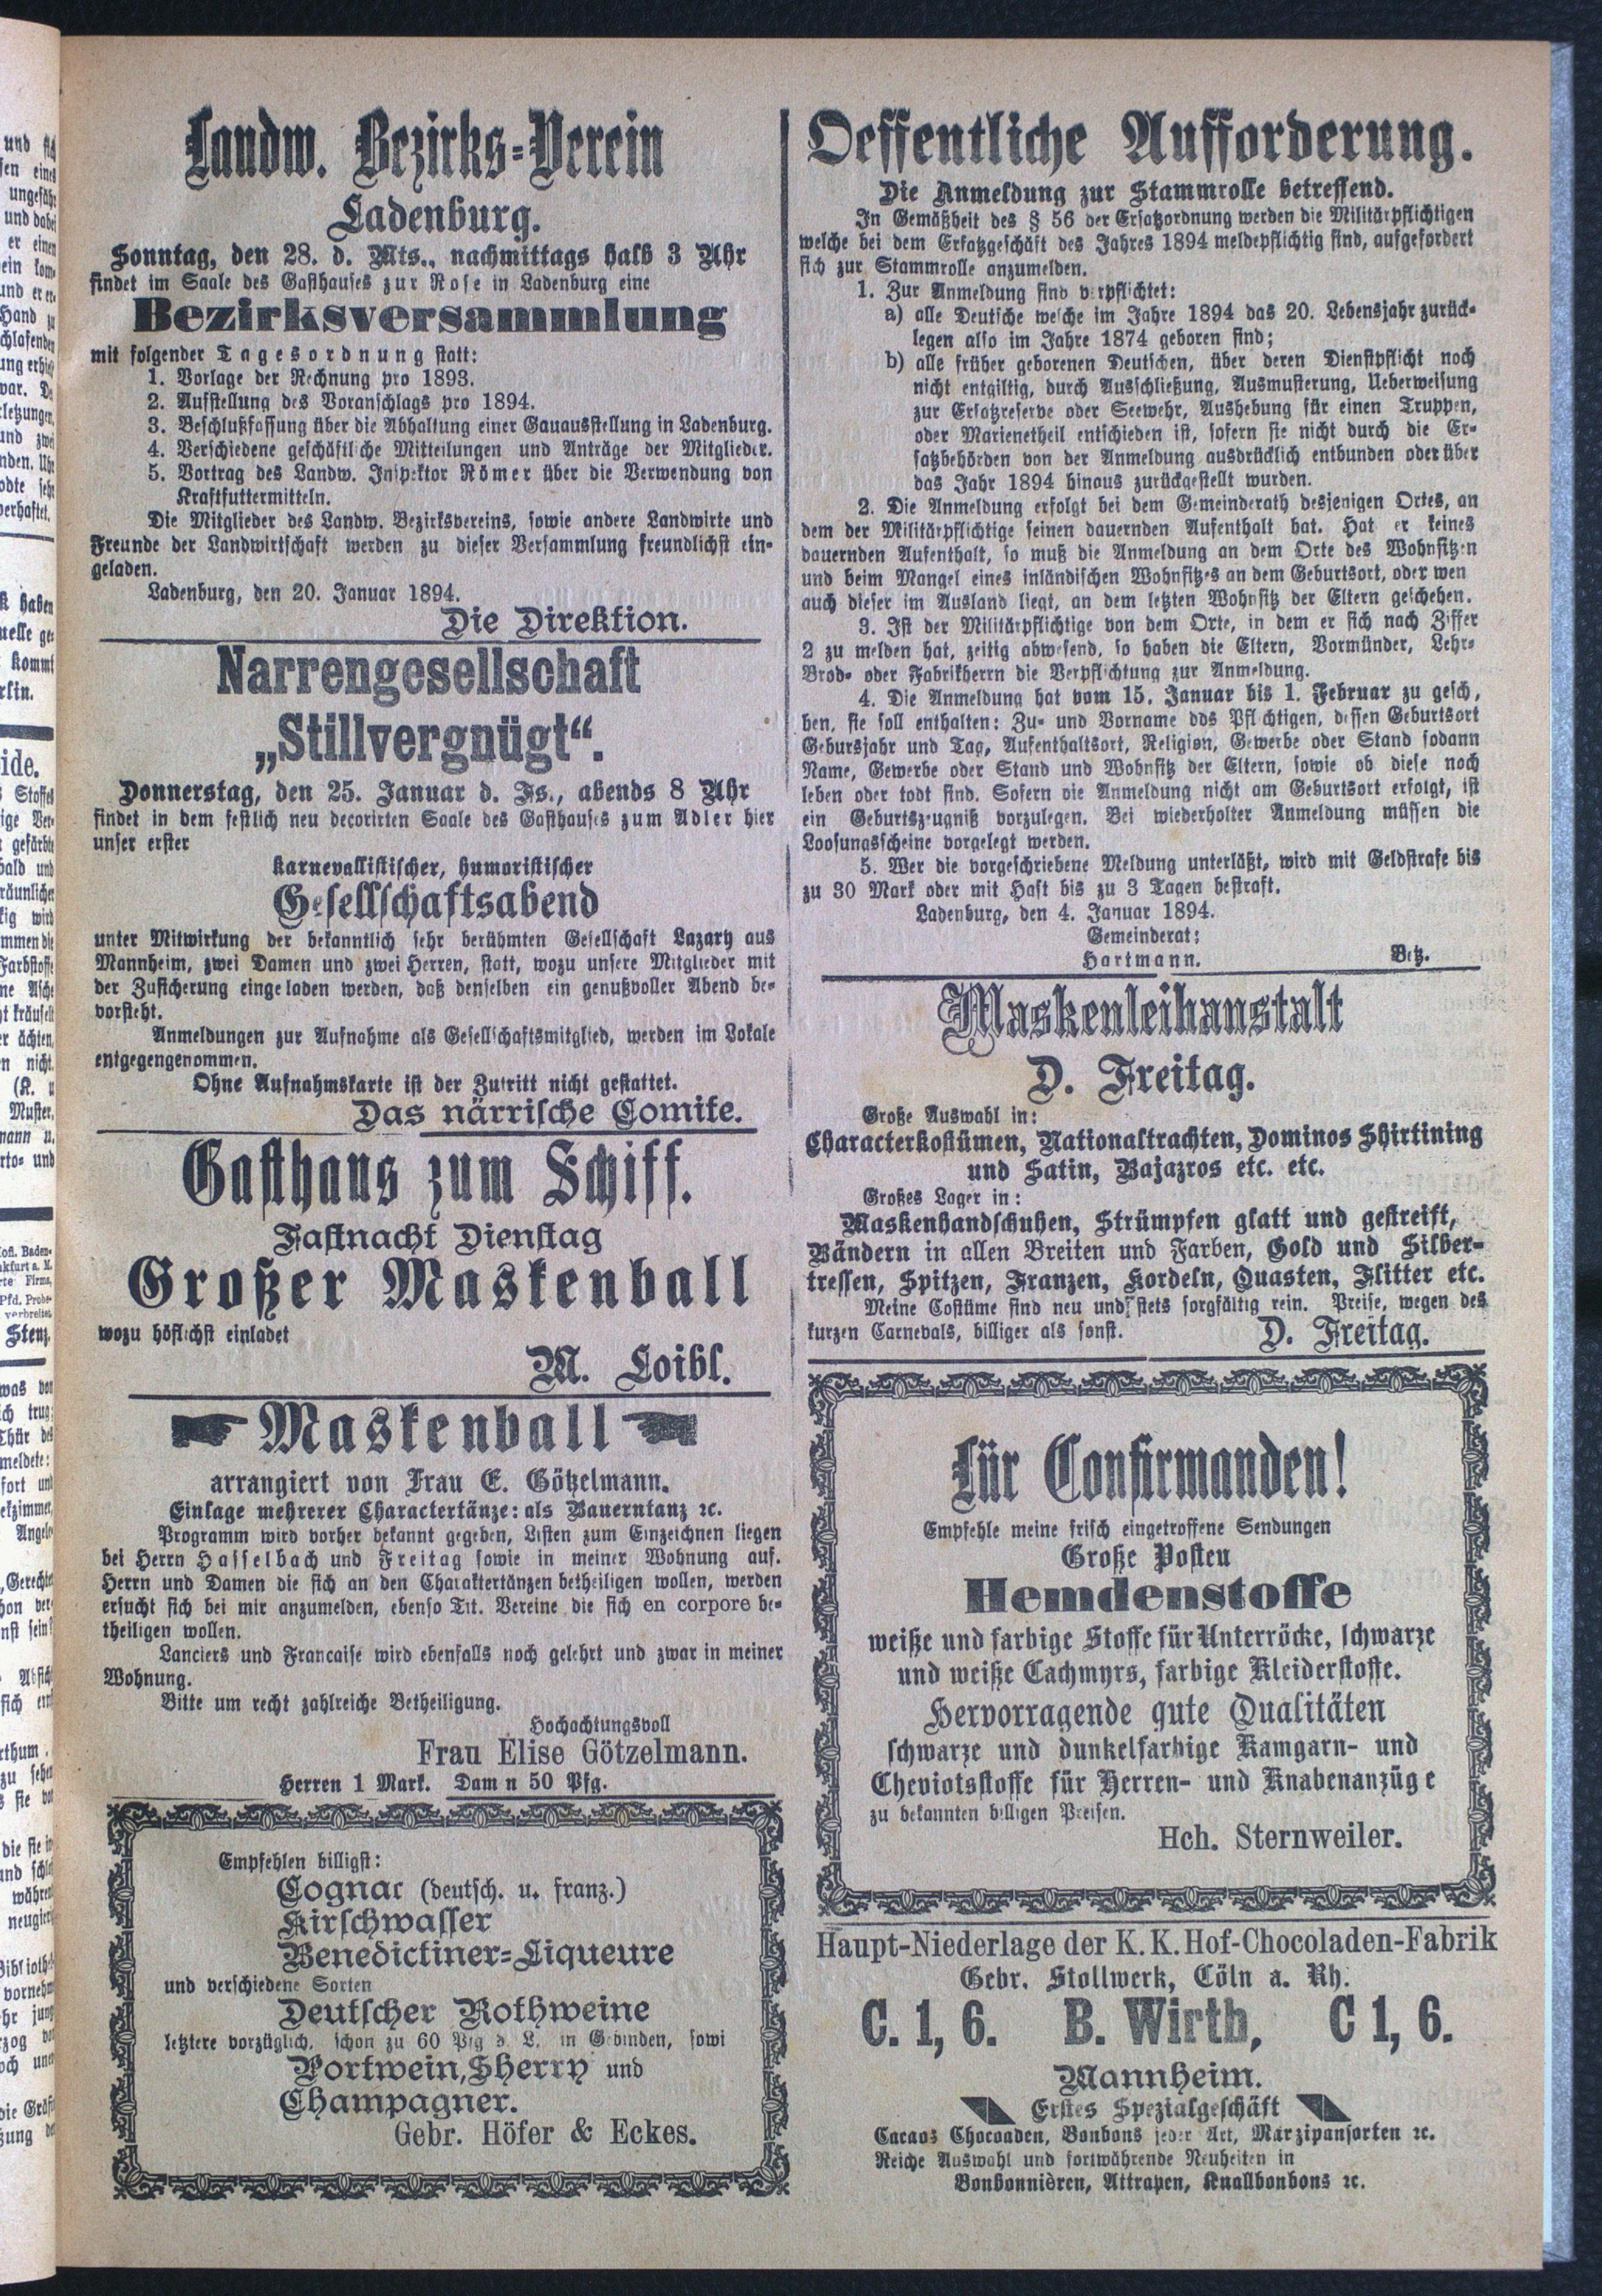 Landw. Bezirks-Verein
Ladenburg.
Sonntag, den 28. d. Mts., nachmittags halb 3 Uhr
findet im Saale des Gasthauses zur Rose in Ladenburg eine
Bezirksversammlung
mit folgender Tagesordnung statt:
1. Vorlage der Rechnung pro 1893.
2. Aufstellung des Voranschlags pro 1894.
3. Beschlußfassung über die Abhaltung einer Gauausstellung in Ladenburg.
4. Verschiedene geschäftliche Mitteilungen und Anträge der Mitglieder.
5. Vortrag des Landw. Inspektor Römer über die Verwendung von
Kraftfuttermitteln.
Die Mitglieder des Landw. Bezirksvereins, sowie andere Landwirte und
Freunde der Landwirtschaft werden zu dieser Versammlung freundlichst ein-
geladen.
Ladenburg, den 20. Januar 1894.
Die Direktion.
Narrengesellschaft
„Stillvergnügt“.
Donnerstag, den 25. Januar d. Js., abends 8 Uhr
findet in dem festlich neu decorirten Saale des Gasthauses zum Adler hier
unser erster
karnevallistischer, humoristischer
Gesellschaftsabend
unter Mitwirkung der bekanntlich sehr berühmten Gesellschaft Lazary aus
Mannheim, zwei Damen und zwei Herren, statt, wozu unsere Mitglieder mit
der Zusicherung eingeladen werden, daß denselben ein genußvoller Abend be-
vorsteht.
Anmeldungen zur Aufnahme als Gesellschaftsmitglied, werden im Lokale
entgegengenommen.
Ohne Aufnahmskarte ist der Zutritt nicht gestattet.
Das närrische Comite.
Gasthaus zum Schiff.
Fastnacht Dienstag
Großer Maskenball
wozu höflichst einladet
M. Loibl.
Maskenball
arrangiert von Frau E. Götzelmann.
Einlage mehrerer Charactertänze: als Bauerntanz ꝛc.
Programm wird vorher bekannt gegeben, Listen zum Einzeichnen liegen
bei Herrn Hasselbach und Freitag sowie in meiner Wohnung auf.
Herrn und Damen die sich an den Charaktertänzen betheiligen wollen, werden
ersucht sich bei mir anzumelden, ebenso Tit. Vereine die sich en corpore be-
theiligen wollen.
Lanciers und Francaise wird ebenfalls noch gelehrt und zwar in meiner
Wohnung.
Bitte um recht zahlreiche Betheiligung.
Hochachtungsvoll
Frau Elise Götzelmann.
Herren 1 Mark. Dam n 50 Pfg.
Empfehlen billigst:
Cognac (deutsch. u. franz.)
Kirschwasser
Benedictiner-Liqueure
und verschiedene Sorten
Deutscher Rothweine
letztere vorzüglich, schon zu 60 Pfg d. L. in Gebinden, sowi
Portwein, Sherry und
Champagner.
Gebr. Höfer & Eckes.
Oeffentliche Aufforderung.
Die Anmeldung zur Stammrolle betreffend.
In Gemäßheit des § 56 der Ersatzordnung werden die Militärpflichtigen
welche bei dem Ersatzgeschäft des Jahres 1894 meldepflichtig sind, aufgefordert
sich zur Stammrolle anzumelden.
1. Zur Anmeldung sind verpflichtet:
a) alle Deutsche welche im Jahre 1894 das 20. Lebensjahr zurück-
legen also im Jahre 1874 geboren sind;
b) alle früher geborenen Deutschen, über deren Dienstpflicht noch
nicht entgiltig, durch Ausschließung, Ausmusterung, Ueberweisung
zur Ersatzreserve oder Seewehr, Aushebung für einen Truppen,
oder Marienetheil entschieden ist, sofern sie nicht durch die Er-
satzbehörden von der Anmeldung ausdrücklich entbunden oder über
das Jahr 1894 hinaus zurückgestellt wurden.
2. Die Anmeldung erfolgt bei dem Gemeinderath desjenigen Ortes, an
dem der Militärpflichtige seinen dauernden Aufenthalt hat. Hat er keines
dauernden Aufenthalt, so muß die Anmeldung an dem Orte des Wohnsitzen
und beim Mangel eines inländischen Wohnsitzes an dem Geburtsort, oder wen
auch dieser im Ausland liegt, an dem letzten Wohnsitz der Eltern geschehen.
3. Ist der Militärpflichtige von dem Orte, in dem er sich nach Ziffer
2 zu melden hat, zeitig abwesend, so haben die Eltern, Vormünder, Lehr-
Brod- oder Fabrikherrn die Verpflichtung zur Anmeldung.
4. Die Anmeldung hat vom 15. Januar bis 1. Februar zu gesch,
ben, sie soll enthalten: Zu- und Vorname dds Pflichtigen, dessen Geburtsort
Gebursjahr und Tag, Aufenthaltsort, Religion, Gewerbe oder Stand sodann
Name, Gewerbe oder Stand und Wohnsitz der Eltern, sowie ob diese noch
leben oder todt sind. Sofern die Anmeldung nicht am Geburtsort erfolgt, ist
ein Geburtszeugniß vorzulegen. Bei wiederholter Anmeldung müssen die
Loosungsscheine vorgelegt werden.
5. Wer die vorgeschriebene Meldung unterläßt, wird mit Geldstrafe bis
zu 30 Mark oder mit Haft bis zu 3 Tagen bestraft.
Ladenburg, den 4. Januar 1894.
Gemeinderat:
Hartmann. Betz.
Maskenleihanstalt
D. Freitag.
Große Auswahl in:
Characterkostümen, Nationaltrachten, Dominos Shirtining
und Satin, Bajazros etc. etc.
Großes Lager in:
Maskenhandschuhen, Strümpfen glatt und gestreift,
Bändern in allen Breiten und Farben, Gold und Silber-
tressen, Spitzen, Franzen, Kordeln, Quasten, Flitter etc.
Meine Costüme sind neu und stets sorgfältig rein. Preise, wegen des
kurzen Carnevals, billiger als sonst. D. Freitag.
Für Confirmanden!
Empfehle meine frisch eingetroffene Sendungen
Große Posten
Hemdenstoffe
weiße und farbige Stoffe für Unterröcke, schwarze
und weiße Cachmyrs, farbige Kleiderstoffe.
Hervorragende gute Qualitäten
schwarze und dunkelfarbige Kamgarn- und
Cheviotsstoffe für Herren- und Knabenanzüge
zu bekannten billigen Preisen.
Hch. Sternweiler.
Haupt-Niederlage der K. K. Hof-Chocoladen-Fabrik
Gebr. Stollwerk, Cöln a. Rh.
C. 1, 6. B. Wirth, C 1, 6.
Mannheim.
Erstes Spezialgeschäft
Cacaos Chocoaden, Bonbons jeder Art, Marzipansorten ꝛc.
Reiche Auswahl und fortwährende Neuheiten in
Bonbonnièren, Attrapen, Knallbonbons ꝛc.